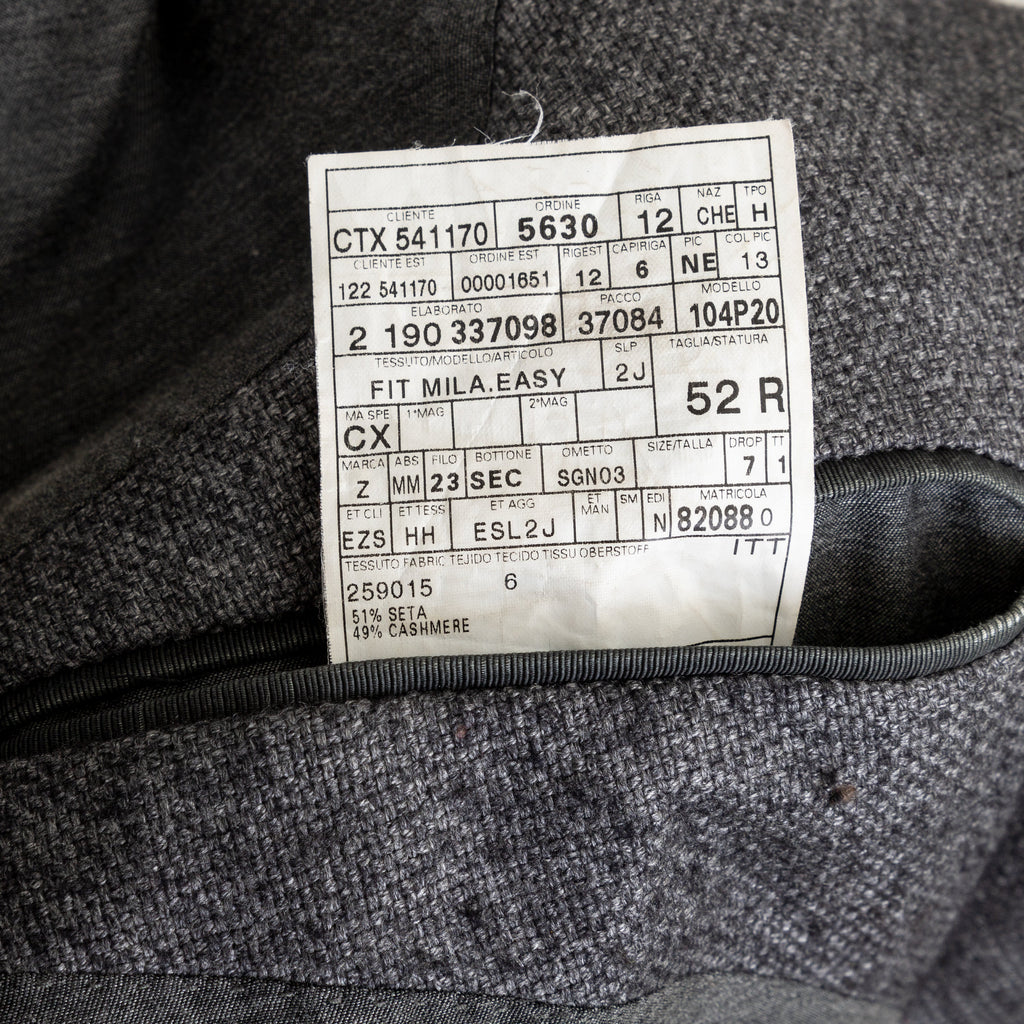 CLIENTE ORDINE RIGA NAZ TPO
CTX 541170 5630 12 CHE H
CLIENTE EST ORDINE EST RIGEST CAPIRIGA PIC COL PIC
122 541170 00001651 12 6 NE 13
ELABORATO PACCO MODELLO
2 190 337098 37084 104P20
TESSUTO/MODELLO/ARTICOLO SLP TAGLIA/STATURA
FIT MILA.EASY 2J 52 R
MA SPE 1°MAG 2°MAG
CX
MARCA ABS FILO BOTTONE OMETTO SIZE/TALLA DROP TT
Z MM 23 SEC SGN03 7 1
ET CLI ET TESS ET AGG ET MAN SM EDI MATRICOLA
EZS HH ESL2J N 82088 0
TESSUTO FABRIC TEJIDO TECIDO TISSU OBERSTOFF ITT
259015 6
51% SETA
49% CASHMERE